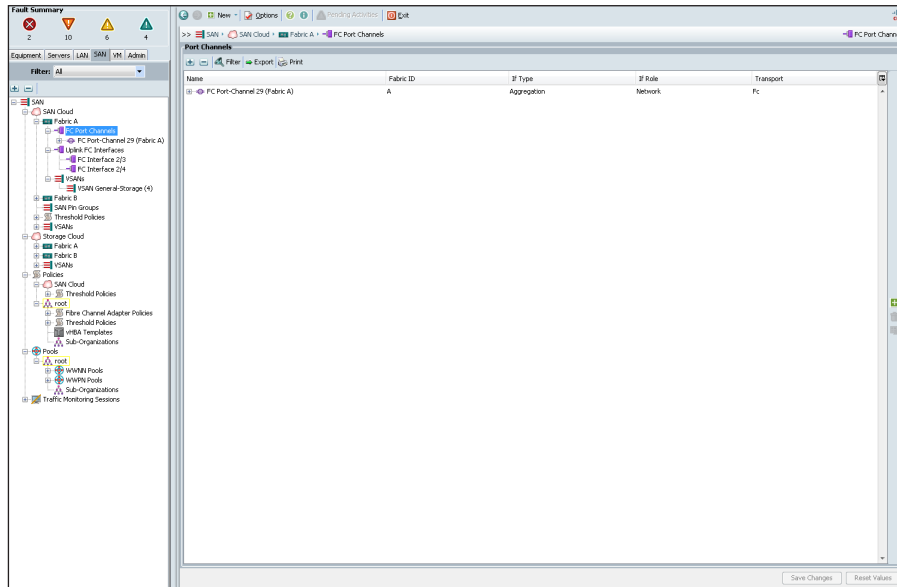 Fault Summary
2 10 6 4
Equipment Servers LAN SAN VM Admin
Filter: All
SAN
SAN Cloud
Fabric A
FC Port Channels
FC Port-Channel 29 (Fabric A)
Uplink FC Interfaces
FC Interface 2/3
FC Interface 2/4
VSANs
VSAN General-Storage (4)
Fabric B
SAN Pin Groups
Threshold Policies
VSANs
Storage Cloud
Fabric A
Fabric B
VSANs
Policies
SAN Cloud
Threshold Policies
root
Fibre Channel Adapter Policies
Threshold Policies
vHBA Templates
Sub-Organizations
Pools
root
WWNN Pools
WWPN Pools
Sub-Organizations
Traffic Monitoring Sessions
New Options Pending Activities Exit
>> SAN SAN Cloud Fabric A FC Port Channels FC Port Chann
Port Channels
Filter Export Print
Name Fabric ID If Type If Role Transport
FC Port-Channel 29 (Fabric A) A Aggregation Network Fc
Save Changes Reset Values